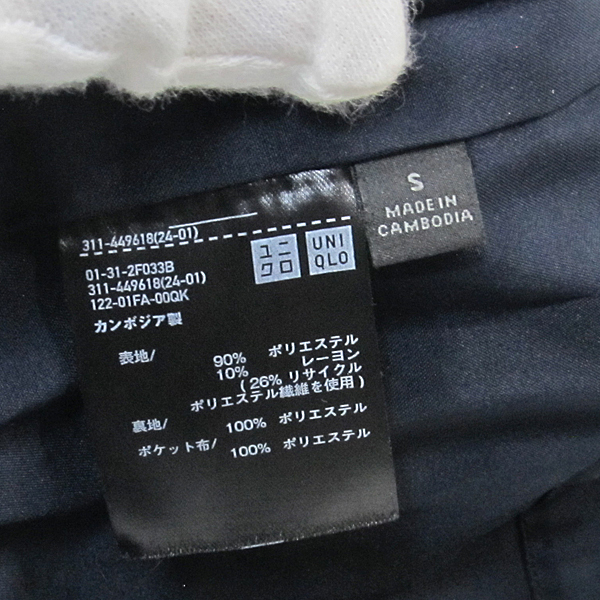 311-449618(24-01)
ユニ
クロ
UNI
QLO
S
MADE IN
CAMBODIA
01-31-2F033B
311-449618(24-01)
122-01FA-00QK
カンボジア製
表地/ 90% ポリエステル
10% レーヨン
(26% リサイクル
ポリエステル繊維を使用)
裏地/ 100% ポリエステル
ポケット布/ 100% ポリエステル